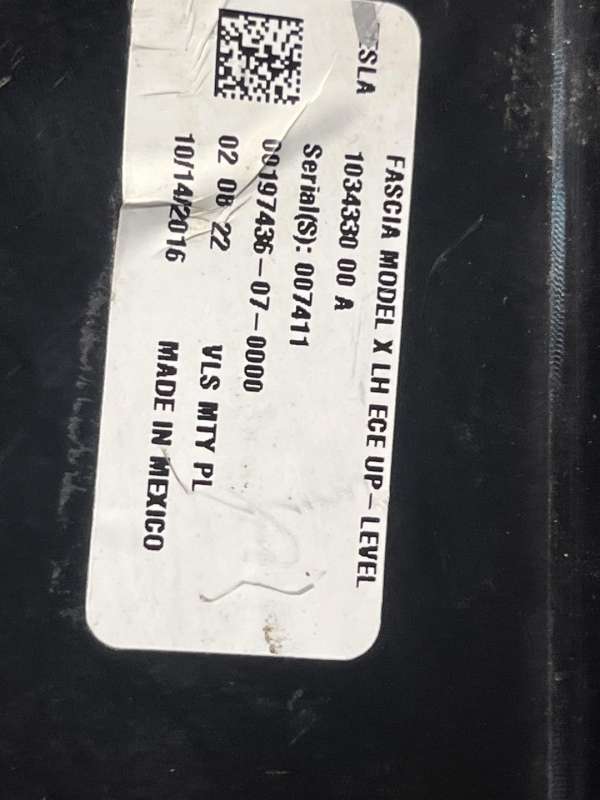 ESLA
FASCIA MODEL X LH ECE UP-LEVEL
1034330 00 A
Serial(S): 007411
00197436-07-0000
02 08 22 VLS MTY PL
10/14/2016 MADE IN MEXICO